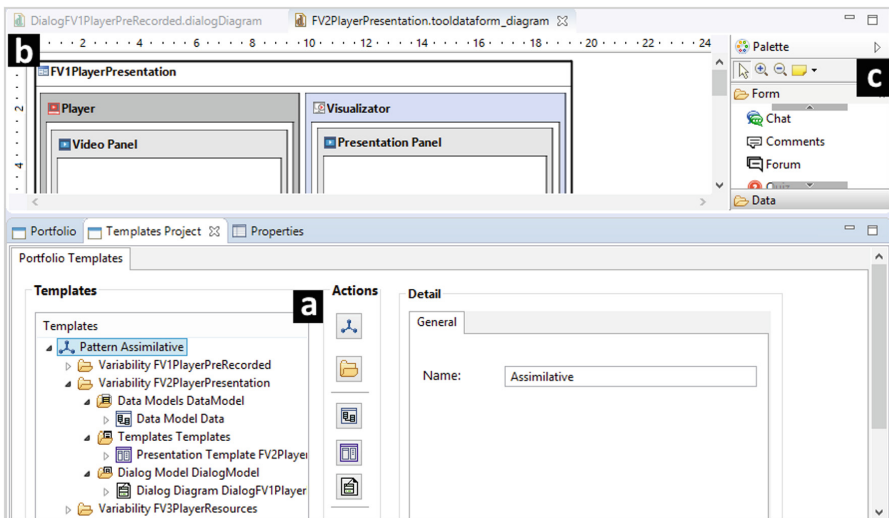 DialogFV1PlayerPreRecorded.dialogDiagram
FV2PlayerPresentation.tooldataform_diagram
b
2 4 6 8 10 12 14 16 18 20 22 24
Palette
c
FV1PlayerPresentation
Form
2
Player
Visualizator
Chat
Video Panel
Presentation Panel
Comments
4
Forum
Quiz
Data
Portfolio
Templates Project
Properties
Portfolio Templates
Templates
a
Actions
Detail
General
Templates
Pattern Assimilative
Variability FV1PlayerPreRecorded
Name:
Assimilative
Variability FV2PlayerPresentation
Data Models DataModel
Data Model Data
Templates Templates
Presentation Template FV2Player
Dialog Model DialogModel
Dialog Diagram DialogFV1Player
Variability FV3PlayerResources